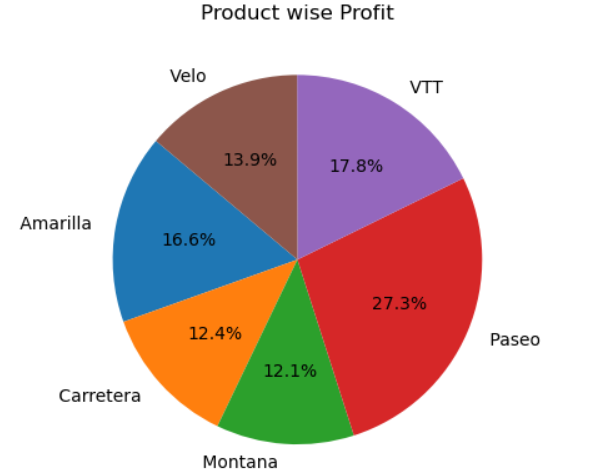 Product wise Profit
Velo
VTT
13.9%
17.8%
Amarilla
16.6%
27.3%
Paseo
12.4%
12.1%
Carretera
Montana